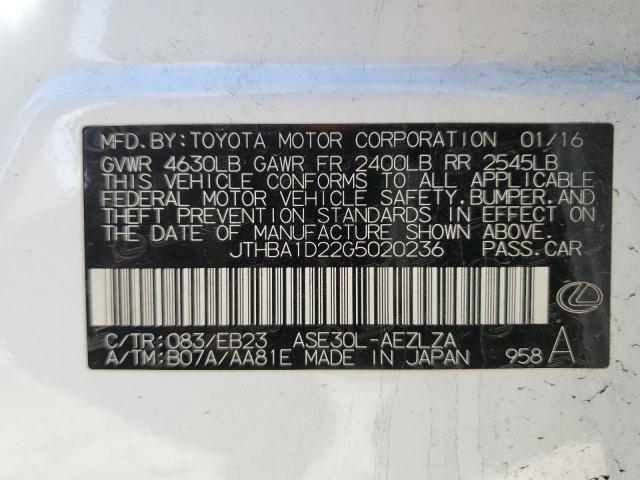 MFD. BY: TOYOTA MOTOR CORPORATION 01/16
GVWR 4630LB GAWR FR 2400LB RR 2545LB
THIS VEHICLE CONFORMS TO ALL APPLICABLE
FEDERAL MOTOR VEHICLE SAFETY, BUMPER, AND
THEFT PREVENTION STANDARDS IN EFFECT ON
THE DATE OF MANUFACTURE SHOWN ABOVE.
JTHBA1D22G5020236 PASS.CAR
C/TR: 083/EB23 ASE30L-AEZLZA
A/TM: B07A/AA81E MADE IN JAPAN 958 A